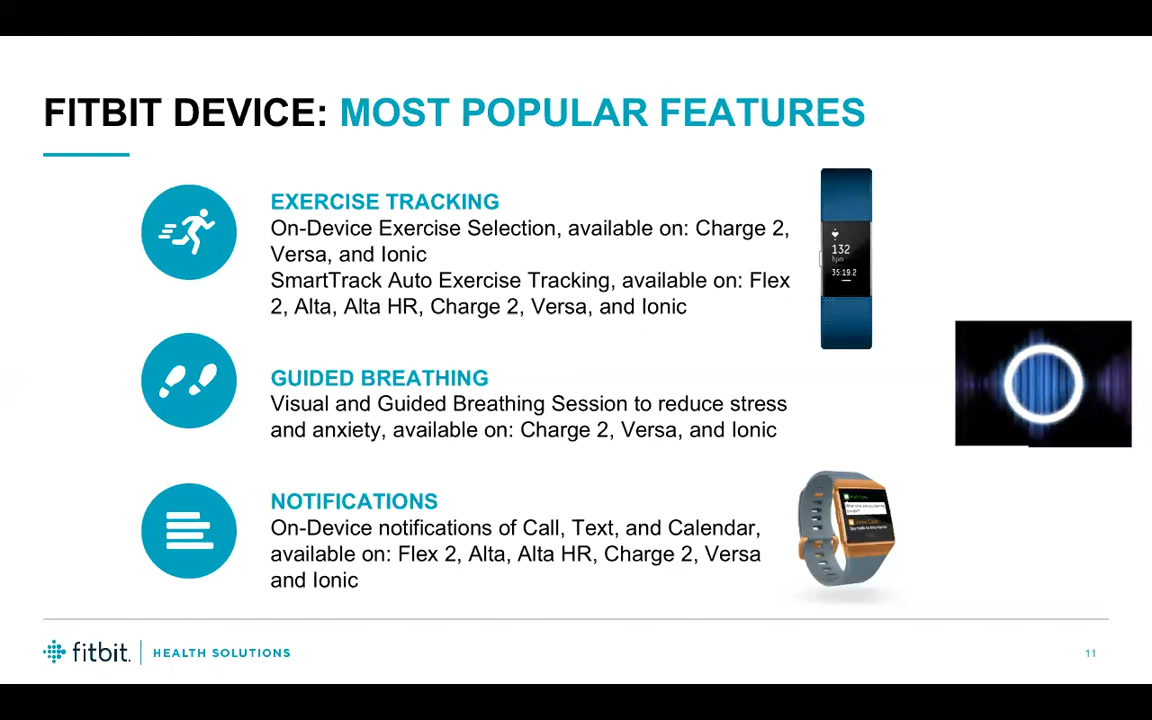 FITBIT DEVICE: MOST POPULAR FEATURES
EXERCISE TRACKING
On-Device Exercise Selection, available on: Charge 2,
Versa, and Ionic
SmartTrack Auto Exercise Tracking, available on: Flex
2, Alta, Alta HR, Charge 2, Versa, and Ionic
132
bpm
35:19.2
GUIDED BREATHING
Visual and Guided Breathing Session to reduce stress
and anxiety, available on: Charge 2, Versa, and Ionic
NOTIFICATIONS
On-Device notifications of Call, Text, and Calendar,
available on: Flex 2, Alta, Alta HR, Charge 2, Versa
and Ionic
fitbit.
HEALTH SOLUTIONS
11